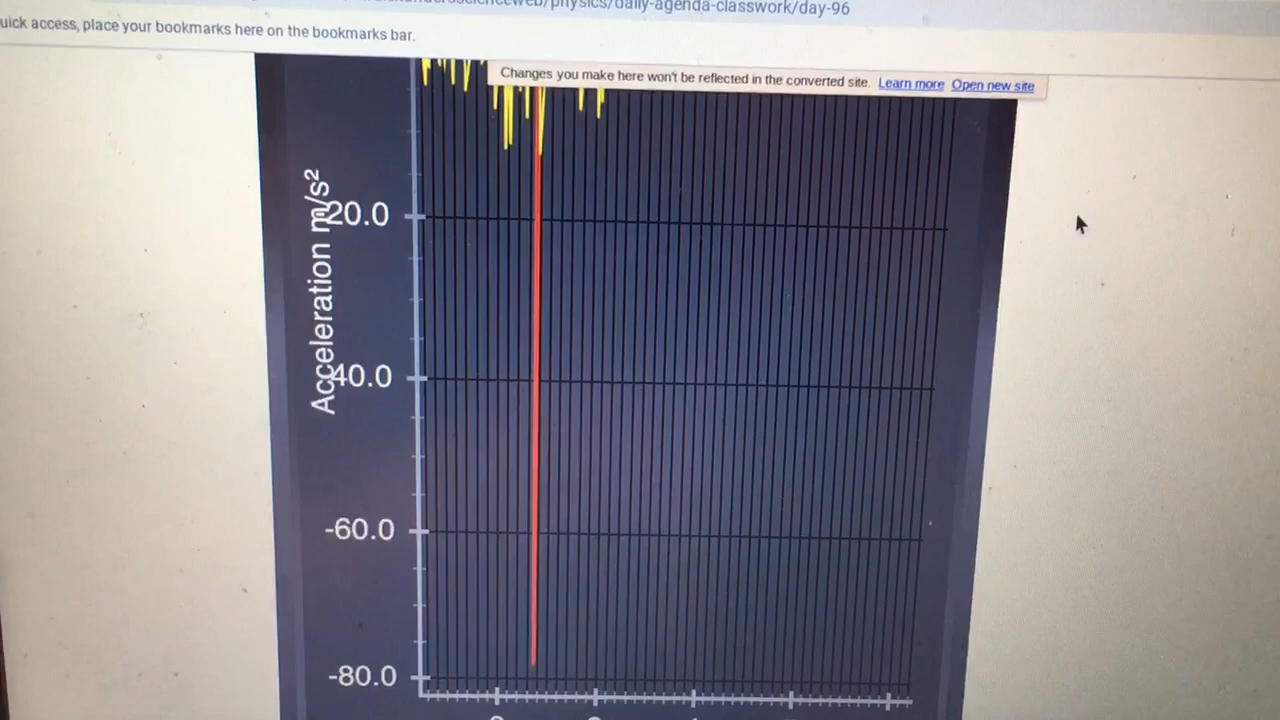 /physics/daily-agenda-classwork/day-96
uick access, place your bookmarks here on the bookmarks bar.
Changes you make here won't be reflected in the converted site. Learn more Open new site
Acceleration m/s²
-20.0
-40.0
-60.0
-80.0